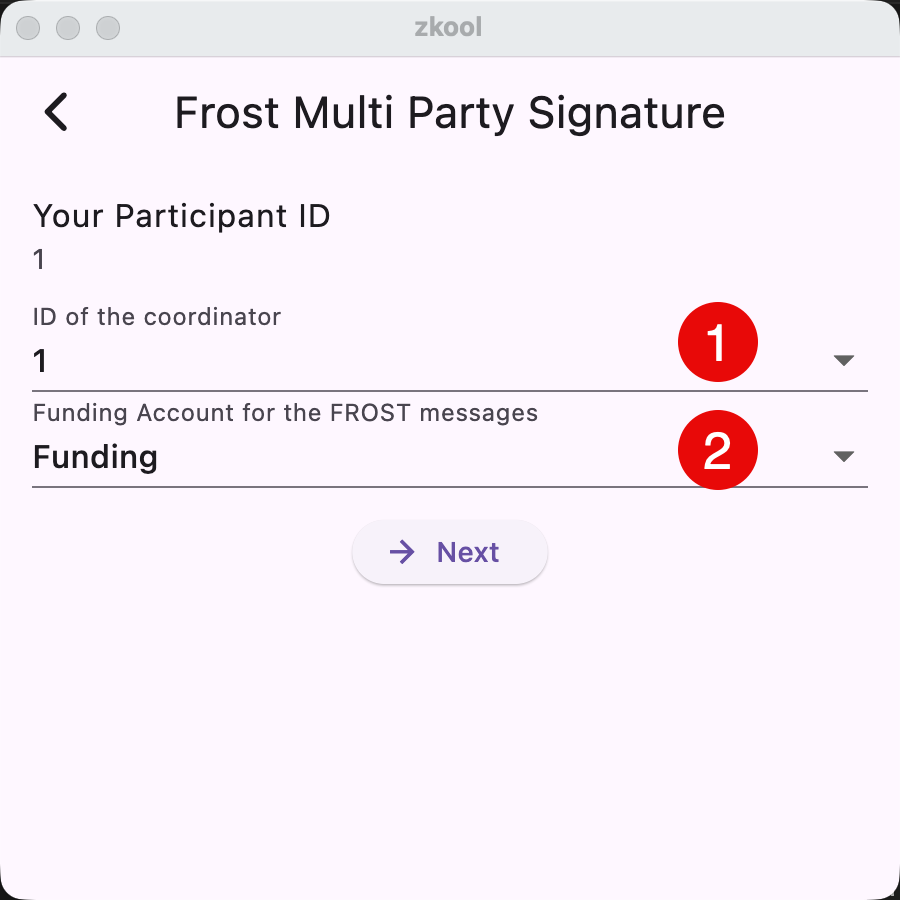 zkool
Frost Multi Party Signature
Your Participant ID
1
ID of the coordinator
1
1
Funding Account for the FROST messages
Funding
2
Next